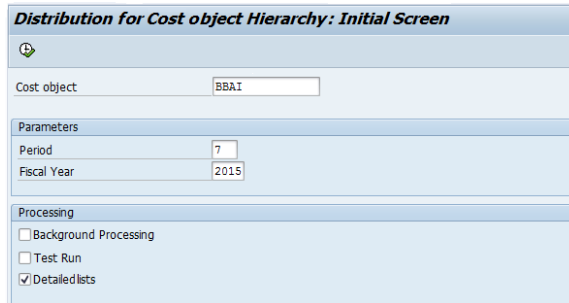 Distribution for Cost object Hierarchy: Initial Screen
Cost object BBAI
Parameters
Period 7
Fiscal Year 2015
Processing
Background Processing
Test Run
Detailed lists